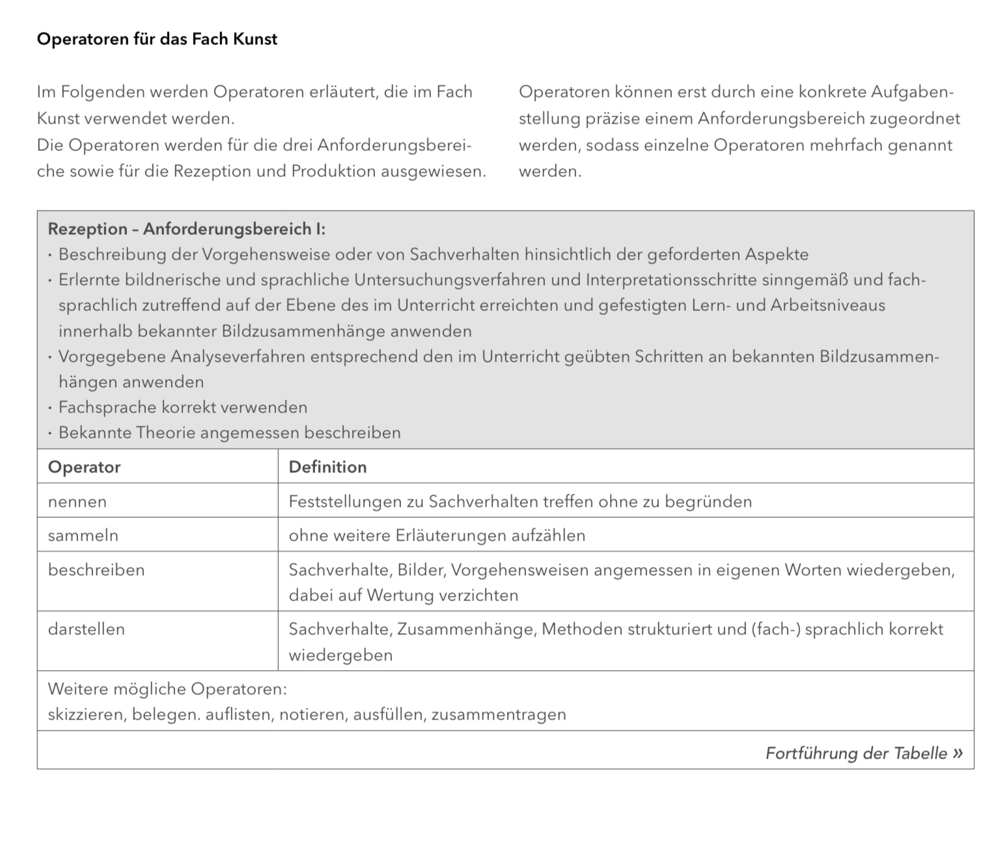 Operatoren für das Fach Kunst
Im Folgenden werden Operatoren erläutert, die im Fach
Kunst verwendet werden.
Die Operatoren werden für die drei Anforderungsberei-
che sowie für die Rezeption und Produktion ausgewiesen.
Operatoren können erst durch eine konkrete Aufgaben-
stellung präzise einem Anforderungsbereich zugeordnet
werden, sodass einzelne Operatoren mehrfach genannt
werden.
Rezeption – Anforderungsbereich I:
· Beschreibung der Vorgehensweise oder von Sachverhalten hinsichtlich der geforderten Aspekte
· Erlernte bildnerische und sprachliche Untersuchungsverfahren und Interpretationsschritte sinngemäß und fach-
sprachlich zutreffend auf der Ebene des im Unterricht erreichten und gefestigten Lern- und Arbeitsniveaus
innerhalb bekannter Bildzusammenhänge anwenden
· Vorgegebene Analyseverfahren entsprechend den im Unterricht geübten Schritten an bekannten Bildzusammen-
hängen anwenden
· Fachsprache korrekt verwenden
· Bekannte Theorie angemessen beschreiben
Operator Definition
nennen Feststellungen zu Sachverhalten treffen ohne zu begründen
sammeln ohne weitere Erläuterungen aufzählen
beschreiben Sachverhalte, Bilder, Vorgehensweisen angemessen in eigenen Worten wiedergeben,
dabei auf Wertung verzichten
darstellen Sachverhalte, Zusammenhänge, Methoden strukturiert und (fach-) sprachlich korrekt
wiedergeben
Weitere mögliche Operatoren:
skizzieren, belegen. auflisten, notieren, ausfüllen, zusammentragen
Fortführung der Tabelle »